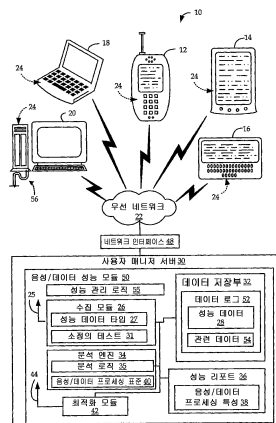 10
18
12
14
24
24
24
24
20
16
24
56
무선 네트워크
22
네트워크 인터페이스 48
사용자 매니저 서버 30
음성/데이터 성능 모듈 50
성능 관리 로직 55
25
수집 모듈 26
성능 데이터 타입 27
소정의 테스트 31
분석 엔진 34
분석 로직 35
음성/데이터 프로세싱 표준 40
44
최적화 모듈
42
데이터 저장부 32
데이터 로그 52
성능 데이터
28
관련 데이터 54
성능 리포트 36
음성/데이터
프로세싱 특성 38